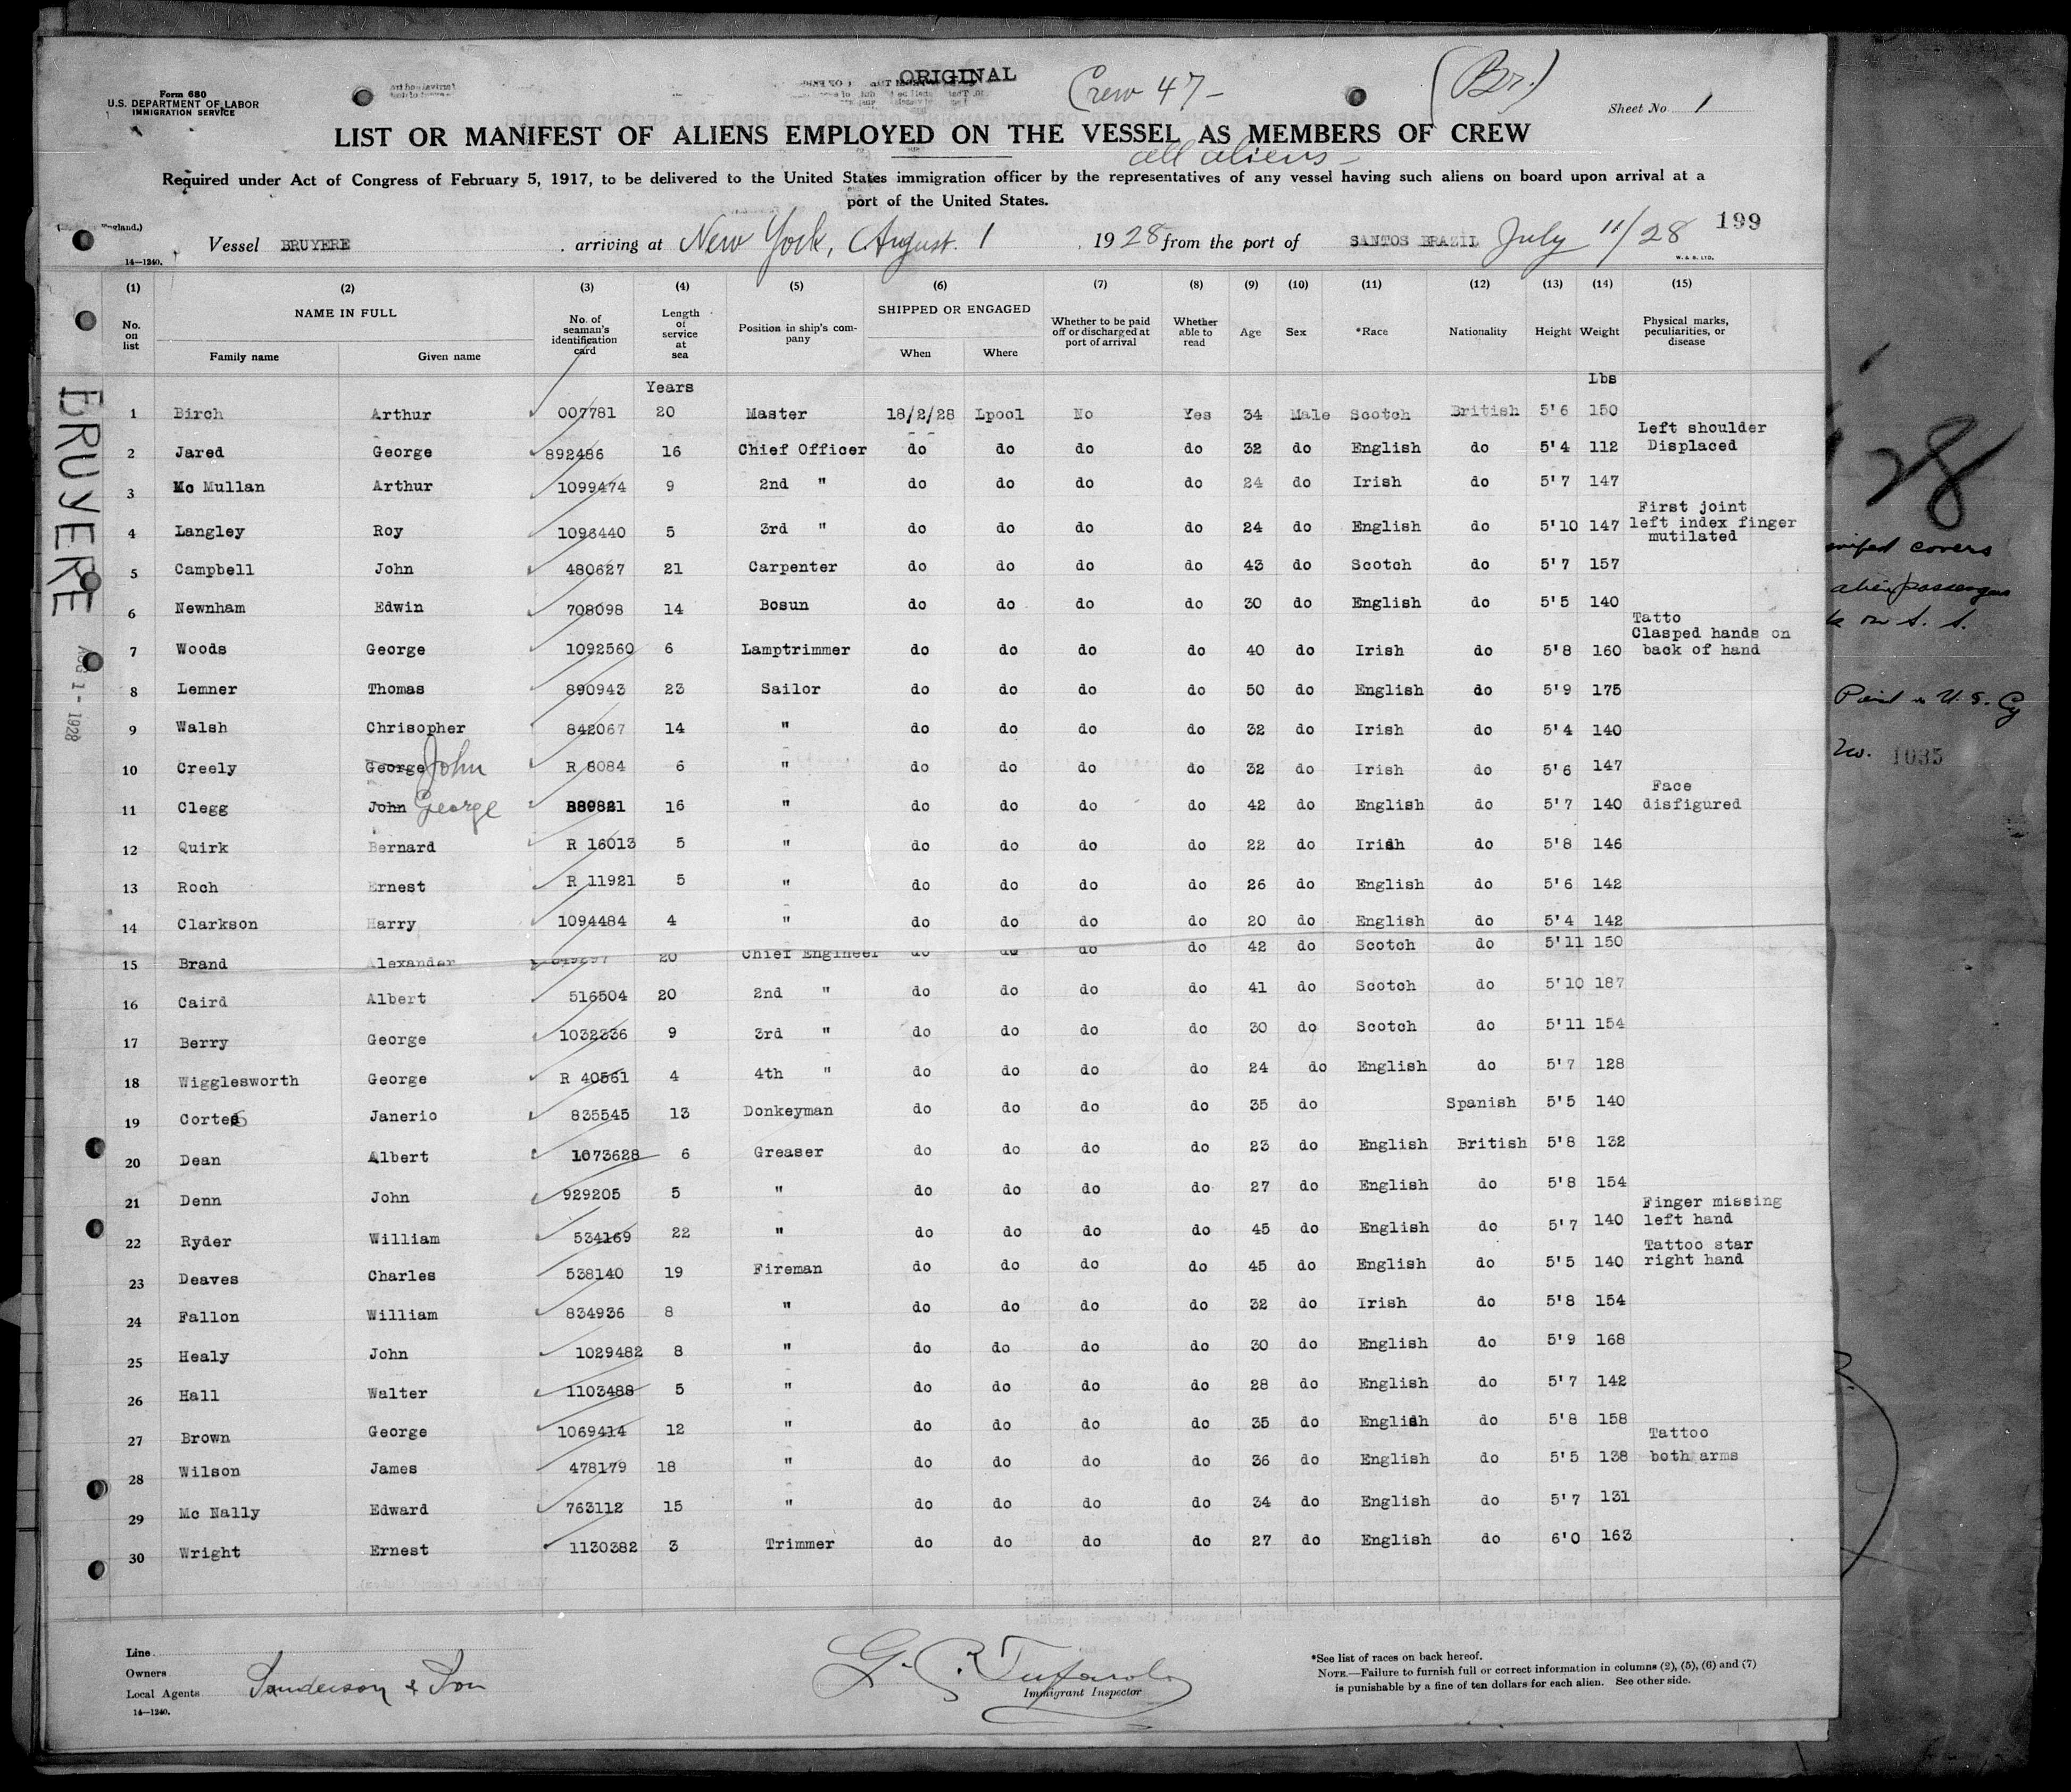 ORIGINAL
Crew 47-
(Br.)
Form 680
U.S. DEPARTMENT OF LABOR
IMMIGRATION SERVICE
Sheet No. 1
LIST OR MANIFEST OF ALIENS EMPLOYED ON THE VESSEL AS MEMBERS OF CREW
all aliens -
Required under Act of Congress of February 5, 1917, to be delivered to the United States immigration officer by the representatives of any vessel having such aliens on board upon arrival at a
port of the United States.
199
Vessel BRUYERE , arriving at New York, August. 1 , 1928 from the port of SANTOS BRAZIL July 11/28
14-1240.
W. & S. LTD.
(1) (2) (3) (4) (5) (6) (7) (8) (9) (10) (11) (12) (13) (14) (15)
No. on list NAME IN FULL Family name Given name No. of seaman's identification card Length of service at sea Position in ship's company SHIPPED OR ENGAGED When Where Whether to be paid off or discharged at port of arrival Whether able to read Age Sex *Race Nationality Height Weight Physical marks, peculiarities, or disease
Years Lbs
1 Birch Arthur 007781 20 Master 18/2/28 Lpool No Yes 34 Male Scotch British 5'6 150
2 Jared George 892486 16 Chief Officer do do do do 32 do English do 5'4 112 Left shoulder Displaced
3 Mc Mullan Arthur 1099474 9 2nd " do do do do 24 do Irish do 5'7 147
4 Langley Roy 1096440 5 3rd " do do do do 24 do English do 5'10 147 First joint left index finger mutilated
5 Campbell John 480627 21 Carpenter do do do do 43 do Scotch do 5'7 157
6 Newnham Edwin 708098 14 Bosun do do do do 30 do English do 5'5 140
7 Woods George 1092560 6 Lamptrimmer do do do do 40 do Irish do 5'8 160 Tatto Clasped hands on back of hand
8 Lemner Thomas 890943 23 Sailor do do do do 50 do English do 5'9 175
9 Walsh Chrisopher 842067 14 " do do do do 32 do Irish do 5'4 140
10 Creely George John R 6084 6 " do do do do 32 do Irish do 5'6 147
11 Clegg John George 889821 16 " do do do do 42 do English do 5'7 140 Face disfigured
12 Quirk Bernard R 16013 5 " do do do do 22 do Irish do 5'8 146
13 Roch Ernest R 11921 5 " do do do do 26 do English do 5'6 142
14 Clarkson Harry 1094484 4 " do do do do 20 do English do 5'4 142
15 Brand Alexander 20 Chief Engineer do do do do 42 do Scotch do 5'11 150
16 Caird Albert 516504 20 2nd " do do do do 41 do Scotch do 5'10 187
17 Berry George 1032336 9 3rd " do do do do 30 do Scotch do 5'11 154
18 Wigglesworth George R 40561 4 4th " do do do do 24 do English do 5'7 128
19 Cortes Janerio 835545 13 Donkeyman do do do do 35 do Spanish 5'5 140
20 Dean Albert 1073628 6 Greaser do do do do 23 do English British 5'8 132
21 Denn John 929205 5 " do do do do 27 do English do 5'8 154
22 Ryder William 534169 22 " do do do do 45 do English do 5'7 140 Finger missing left hand
23 Deaves Charles 538140 19 Fireman do do do do 45 do English do 5'5 140 Tattoo star right hand
24 Fallon William 834936 8 " do do do do 32 do Irish do 5'8 154
25 Healy John 1029482 8 " do do do do 30 do English do 5'9 168
26 Hall Walter 1103488 5 " do do do do 28 do English do 5'7 142
27 Brown George 1069414 12 " do do do do 35 do English do 5'8 158
28 Wilson James 478179 18 " do do do do 36 do English do 5'5 138 Tattoo both arms
29 Mc Nally Edward 763112 15 " do do do do 34 do English do 5'7 131
30 Wright Ernest 1130382 3 Trimmer do do do do 27 do English do 6'0 163
Line
Owners
Local Agents Sanderson & Son
14-1240.
Immigrant Inspector
*See list of races on back hereof.
NOTE.—Failure to furnish full or correct information in columns (2), (5), (6) and (7)
is punishable by a fine of ten dollars for each alien. See other side.
BRUYERE
AUG 1 - 1928
28
covers
alien passengers
on S. S.
Paid in U. S. Cy
No. 1035